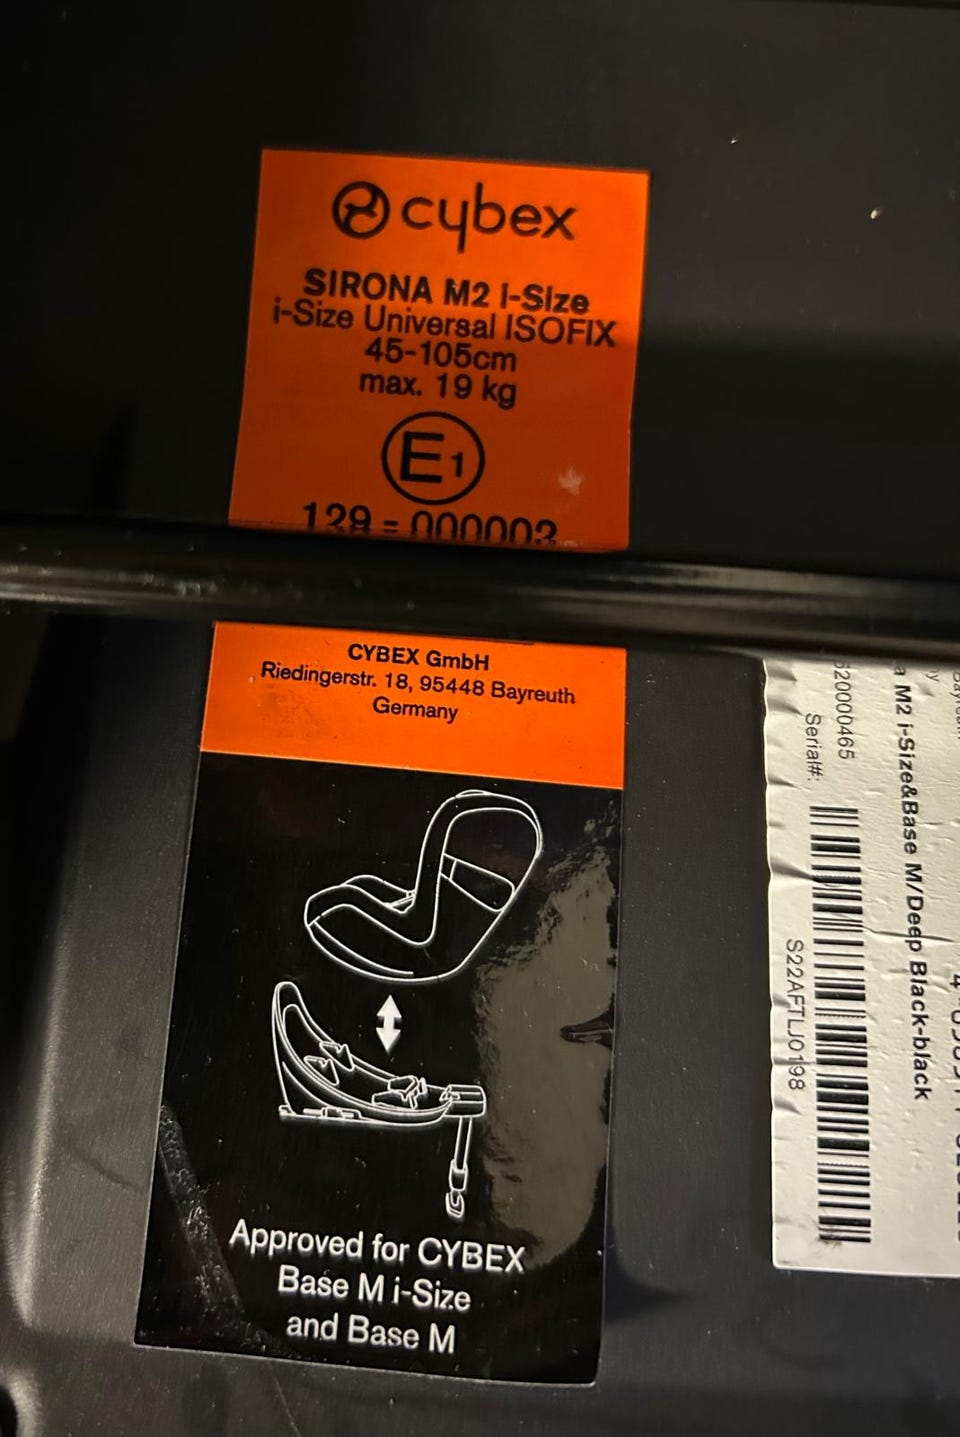 cybex
SIRONA M2 i-Size
i-Size Universal ISOFIX
45-105cm
max. 19 kg
E1
129 - 000003
CYBEX GmbH
Riedingerstr. 18, 95448 Bayreuth
Germany
Approved for CYBEX
Base M i-Size
and Base M
M2 i-Size&Base M/Deep Black-black
20000465
Serial#:
S22AFTLJ0198